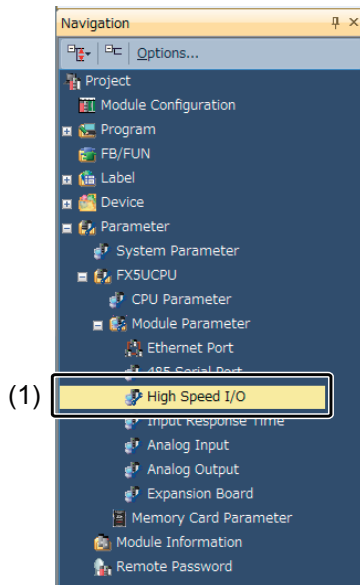 Navigation
Options...
Project
Module Configuration
Program
FB/FUN
Label
Device
Parameter
System Parameter
FX5UCPU
CPU Parameter
Module Parameter
Ethernet Port
485 Serial Port
(1) High Speed I/O
Input Response Time
Analog Input
Analog Output
Expansion Board
Memory Card Parameter
Module Information
Remote Password